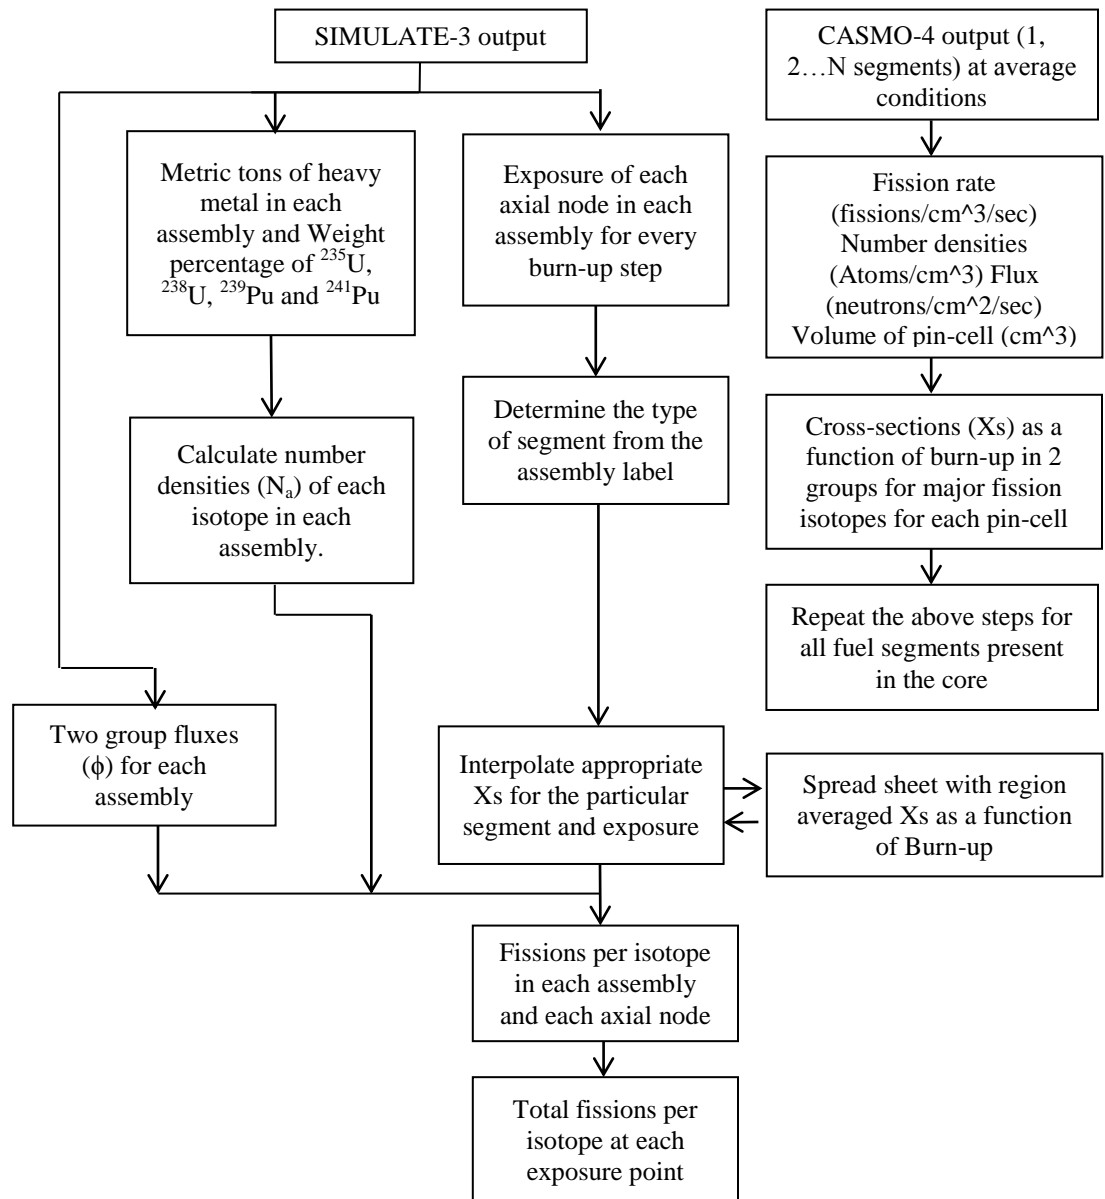 SIMULATE-3 output
CASMO-4 output (1,
2…N segments) at average
conditions
Metric tons of heavy
metal in each
assembly and Weight
percentage of ²³⁵U,
²³⁸U, ²³⁹Pu and ²⁴¹Pu
Exposure of each
axial node in each
assembly for every
burn-up step
Fission rate
(fissions/cm^3/sec)
Number densities
(Atoms/cm^3) Flux
(neutrons/cm^2/sec)
Volume of pin-cell (cm^3)
Calculate number
densities (Nₐ) of each
isotope in each
assembly.
Determine the type
of segment from the
assembly label
Cross-sections (Xs) as a
function of burn-up in 2
groups for major fission
isotopes for each pin-cell
Repeat the above steps for
all fuel segments present
in the core
Two group fluxes
(ϕ) for each
assembly
Interpolate appropriate
Xs for the particular
segment and exposure
Spread sheet with region
averaged Xs as a function
of Burn-up
Fissions per isotope
in each assembly
and each axial node
Total fissions per
isotope at each
exposure point